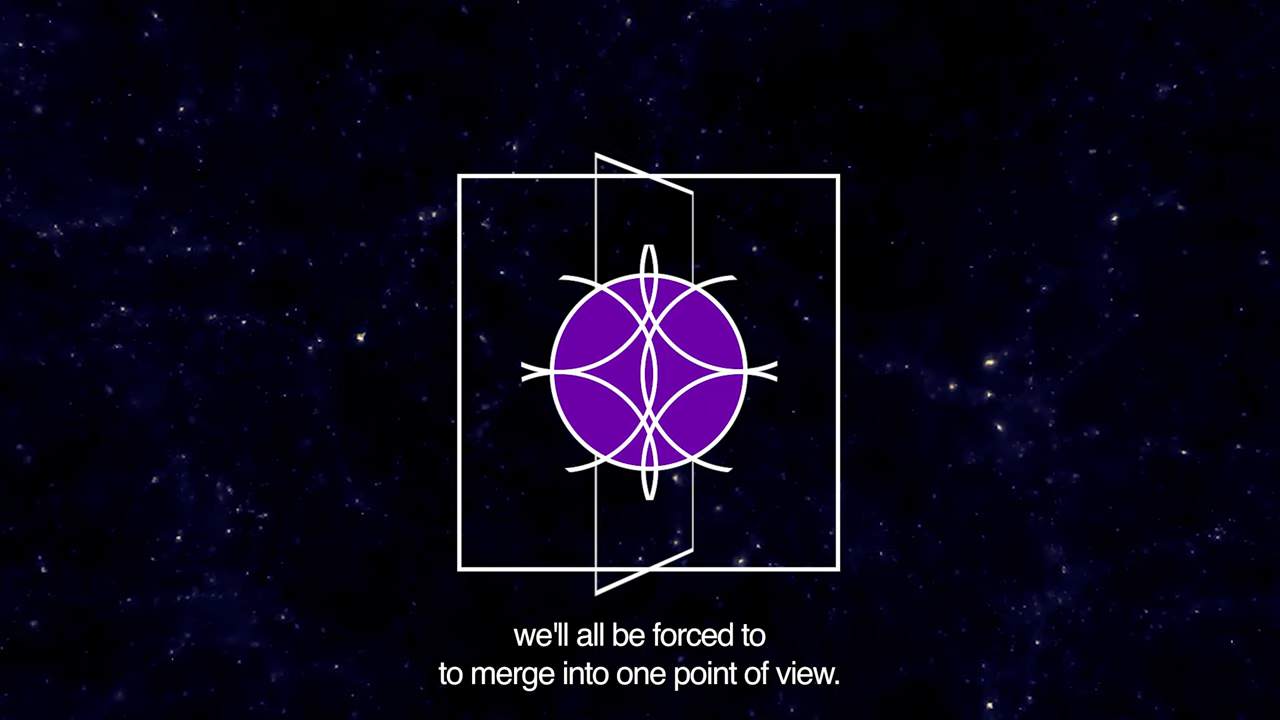 we'll all be forced to
to merge into one point of view.